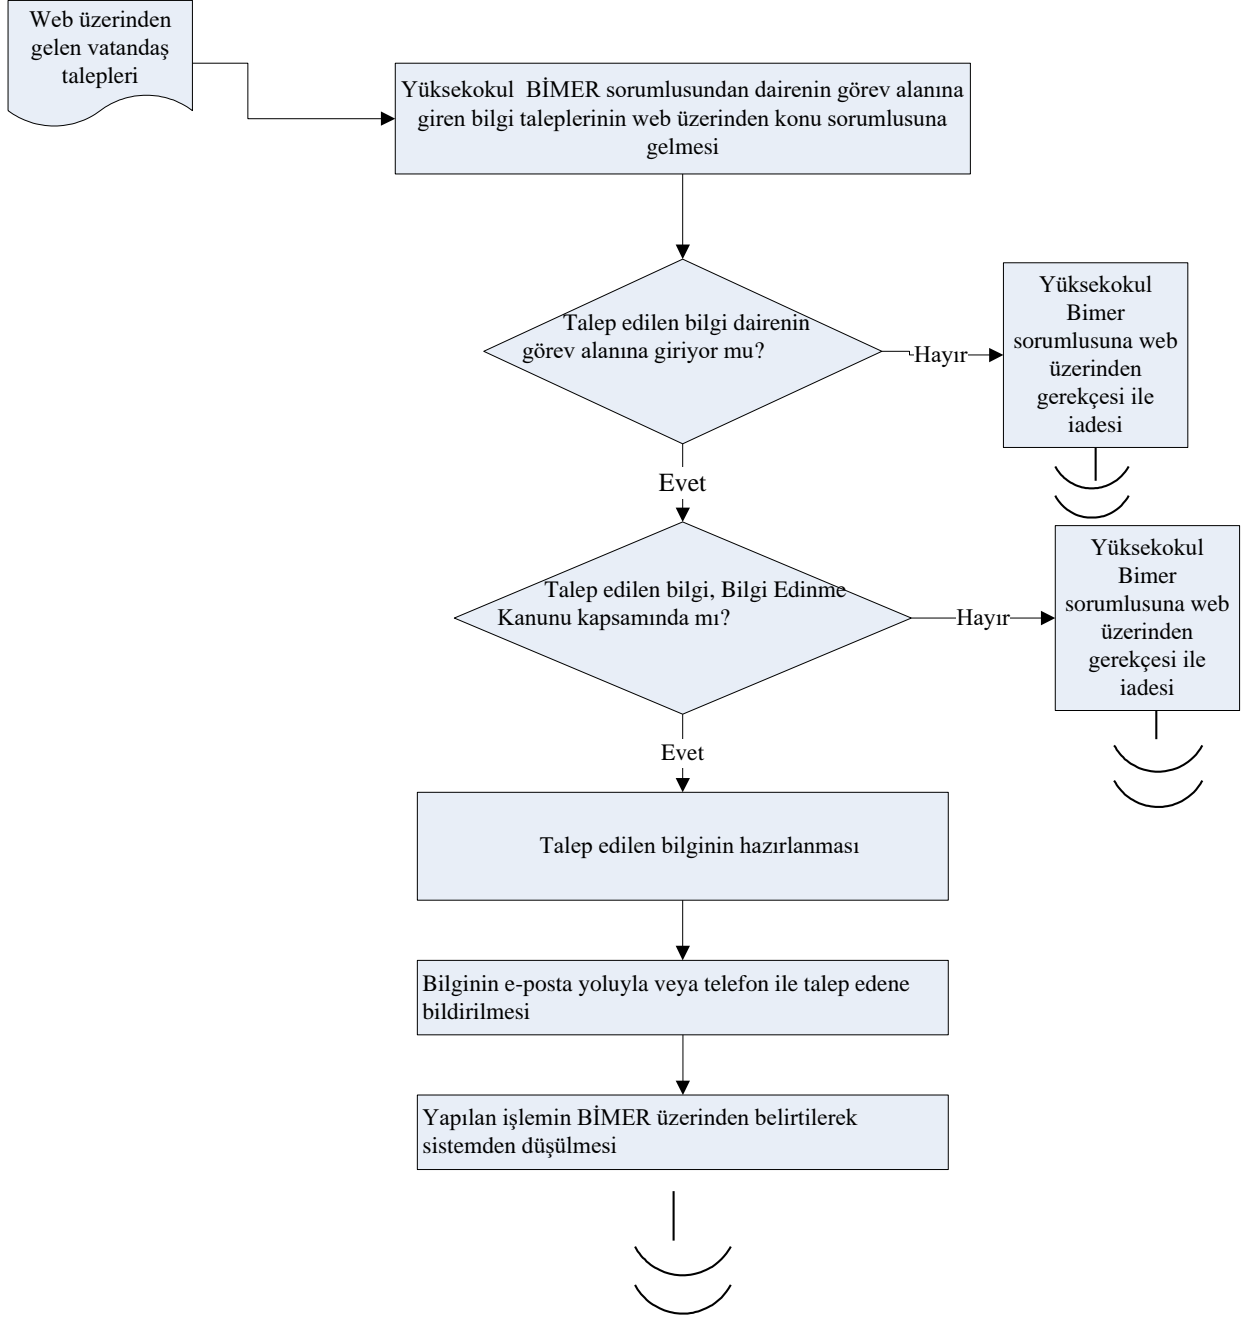 Web üzerinden
gelen vatandaş
talepleri
Yüksekokul  BİMER sorumlusundan dairenin görev alanına
giren bilgi taleplerinin web üzerinden konu sorumlusuna
gelmesi
Talep edilen bilgi dairenin
görev alanına giriyor mu?
Hayır
Yüksekokul
Bimer
sorumlusuna web
üzerinden
gerekçesi ile
iadesi
Evet
Talep edilen bilgi, Bilgi Edinme
Kanunu kapsamında mı?
Hayır
Yüksekokul
Bimer
sorumlusuna web
üzerinden
gerekçesi ile
iadesi
Evet
Talep edilen bilginin hazırlanması
Bilginin e-posta yoluyla veya telefon ile talep edene
bildirilmesi
Yapılan işlemin BİMER üzerinden belirtilerek
sistemden düşülmesi